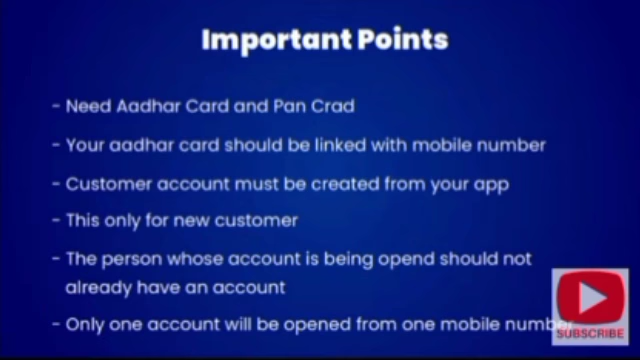 Important Points
- Need Aadhar Card and Pan Crad
- Your aadhar card should be linked with mobile number
- Customer account must be created from your app
- This only for new customer
- The person whose account is being opend should not
already have an account
- Only one account will be opened from one mobile number
SUBSCRIBE